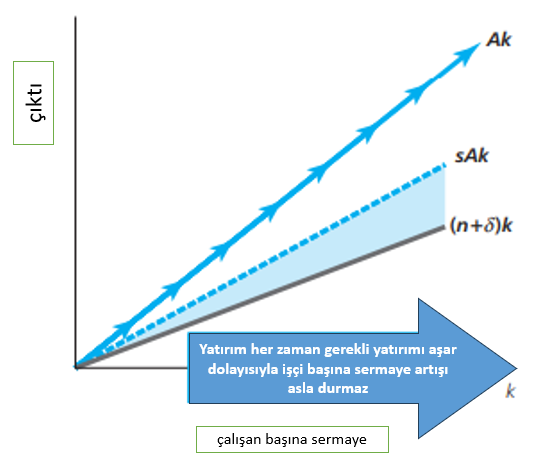 çıktı
Ak
sAk
(n+δ)k
Yatırım her zaman gerekli yatırımı aşar
dolayısıyla işçi başına sermaye artışı
asla durmaz
k
çalışan başına sermaye